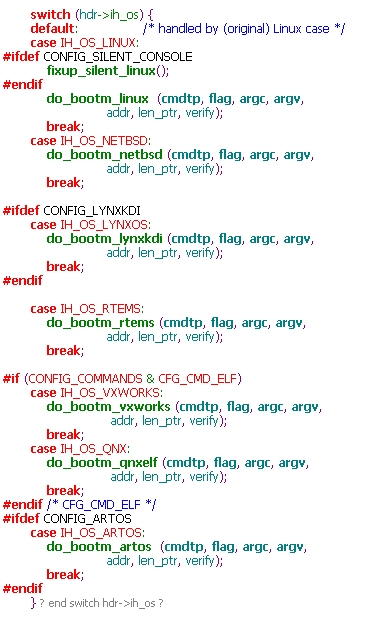 switch (hdr->ih_os) {
default: /* handled by (original) Linux case */
case IH_OS_LINUX:
#ifdef CONFIG_SILENT_CONSOLE
fixup_silent_linux();
#endif
do_bootm_linux (cmdtp, flag, argc, argv,
addr, len_ptr, verify);
break;
case IH_OS_NETBSD:
do_bootm_netbsd (cmdtp, flag, argc, argv,
addr, len_ptr, verify);
break;
#ifdef CONFIG_LYNXKDI
case IH_OS_LYNXOS:
do_bootm_lynxkdi (cmdtp, flag, argc, argv,
addr, len_ptr, verify);
break;
#endif
case IH_OS_RTEMS:
do_bootm_rtems (cmdtp, flag, argc, argv,
addr, len_ptr, verify);
break;
#if (CONFIG_COMMANDS & CFG_CMD_ELF)
case IH_OS_VXWORKS:
do_bootm_vxworks (cmdtp, flag, argc, argv,
addr, len_ptr, verify);
break;
case IH_OS_QNX:
do_bootm_qnxelf (cmdtp, flag, argc, argv,
addr, len_ptr, verify);
break;
#endif /* CFG_CMD_ELF */
#ifdef CONFIG_ARTOS
case IH_OS_ARTOS:
do_bootm_artos (cmdtp, flag, argc, argv,
addr, len_ptr, verify);
break;
#endif
} ? end switch hdr->ih_os ?